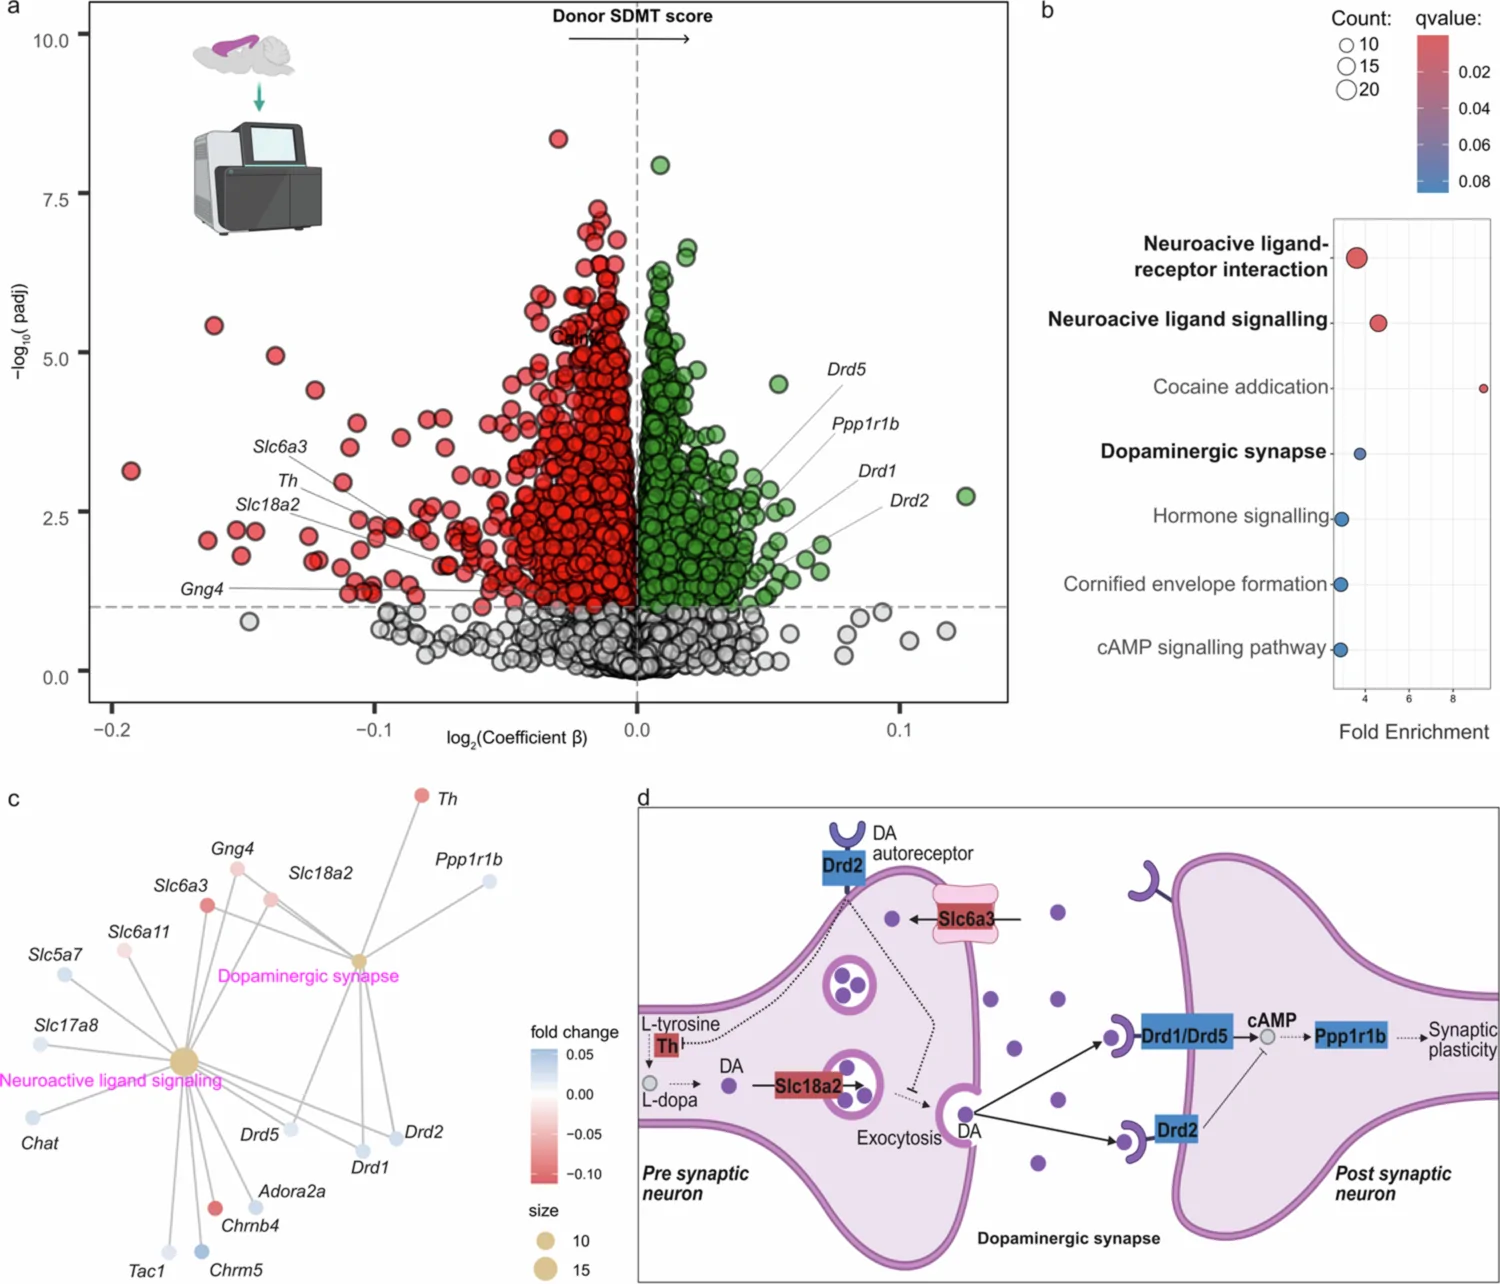 a
Donor SDMT score
10.0
7.5
5.0
2.5
0.0
−log10( padj)
Drd5
Ppp1r1b
Drd1
Drd2
Slc6a3
Th
Slc18a2
Gng4
−0.2
−0.1
0.0
0.1
log2(Coefficient β)
b
Count:
10
15
20
qvalue:
0.02
0.04
0.06
0.08
Neuroacive ligand-
receptor interaction
Neuroacive ligand signalling
Cocaine addication
Dopaminergic synapse
Hormone signalling
Cornified envelope formation
cAMP signalling pathway
4
6
8
Fold Enrichment
c
Th
Gng4
Slc18a2
Ppp1r1b
Slc6a3
Slc6a11
Slc5a7
Dopaminergic synapse
Slc17a8
Neuroactive ligand signaling
Chat
Drd5
Drd2
Drd1
Adora2a
Chrnb4
Tac1
Chrm5
fold change
0.05
0.00
−0.05
−0.10
size
10
15
d
DA
autoreceptor
Drd2
Slc6a3
L-tyrosine
Th
L-dopa
DA
Slc18a2
Exocytosis
DA
Drd1/Drd5
cAMP
Ppp1r1b
Synaptic
plasticity
Drd2
Pre synaptic
neuron
Post synaptic
neuron
Dopaminergic synapse